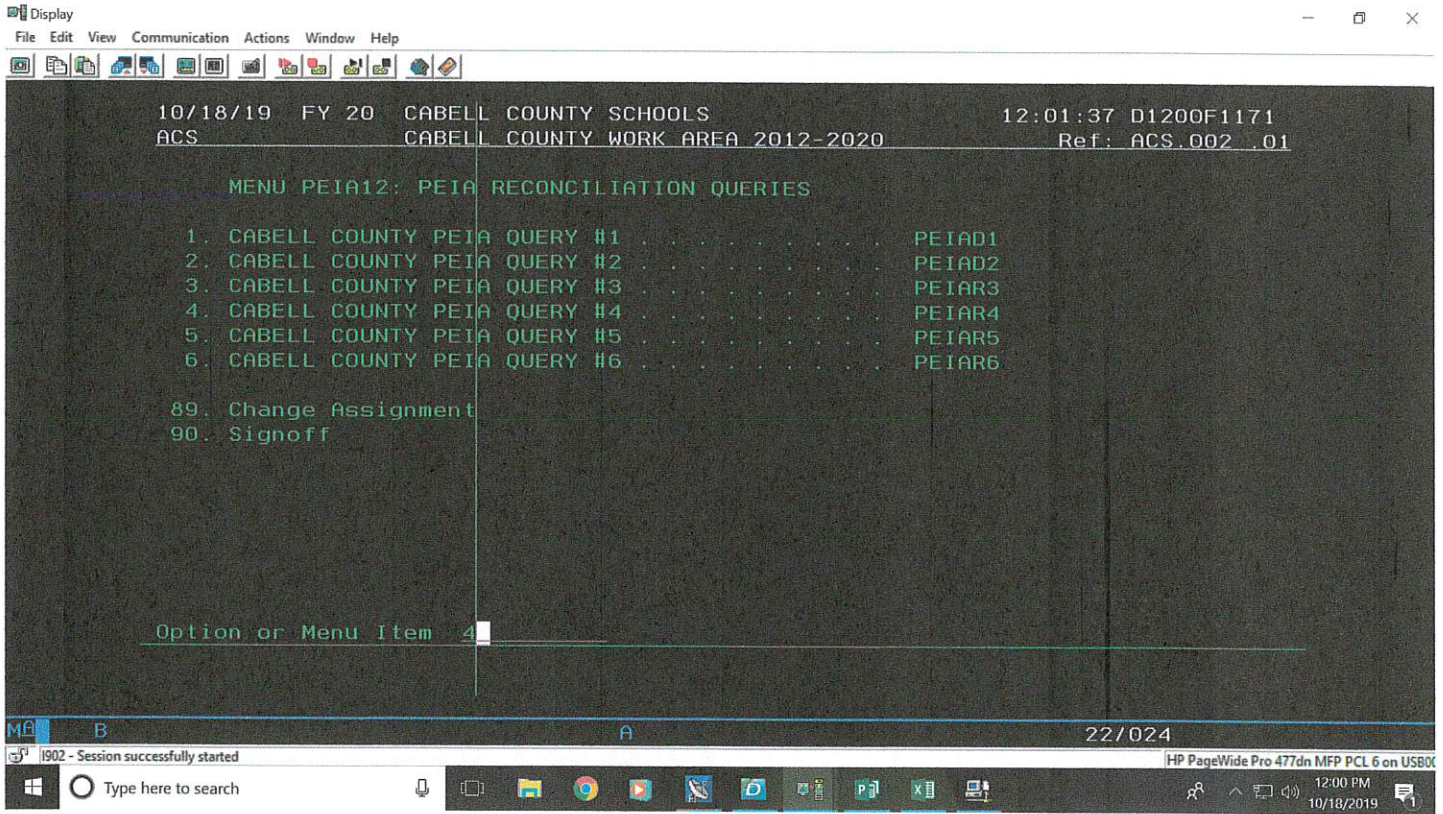 Display
File Edit View Communication Actions Window Help
10/18/19 FY 20 CABELL COUNTY SCHOOLS 12:01:37 D1200F1171
ACS CABELL COUNTY WORK AREA 2012-2020 Ref: ACS.002 .01
MENU PEIA12: PEIA RECONCILIATION QUERIES
1. CABELL COUNTY PEIA QUERY #1 . . . . . . . . . PEIAD1
2. CABELL COUNTY PEIA QUERY #2 . . . . . . . . . PEIAD2
3. CABELL COUNTY PEIA QUERY #3 . . . . . . . . . PEIAR3
4. CABELL COUNTY PEIA QUERY #4 . . . . . . . . . PEIAR4
5. CABELL COUNTY PEIA QUERY #5 . . . . . . . . . PEIAR5
6. CABELL COUNTY PEIA QUERY #6 . . . . . . . . . PEIAR6
89. Change Assignment
90. Signoff
Option or Menu Item 4
MA B A 22/024
I902 - Session successfully started HP PageWide Pro 477dn MFP PCL 6 on USB00
Type here to search 12:00 PM
10/18/2019